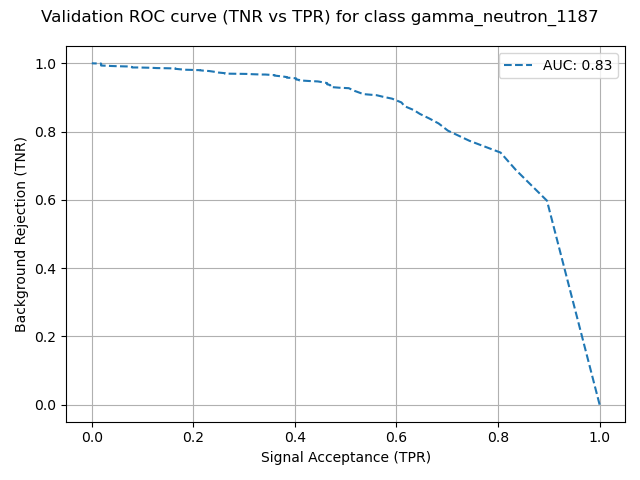 Validation ROC curve (TNR vs TPR) for class gamma_neutron_1187
AUC: 0.83
Background Rejection (TNR)
1.0
0.8
0.6
0.4
0.2
0.0
0.0 0.2 0.4 0.6 0.8 1.0
Signal Acceptance (TPR)